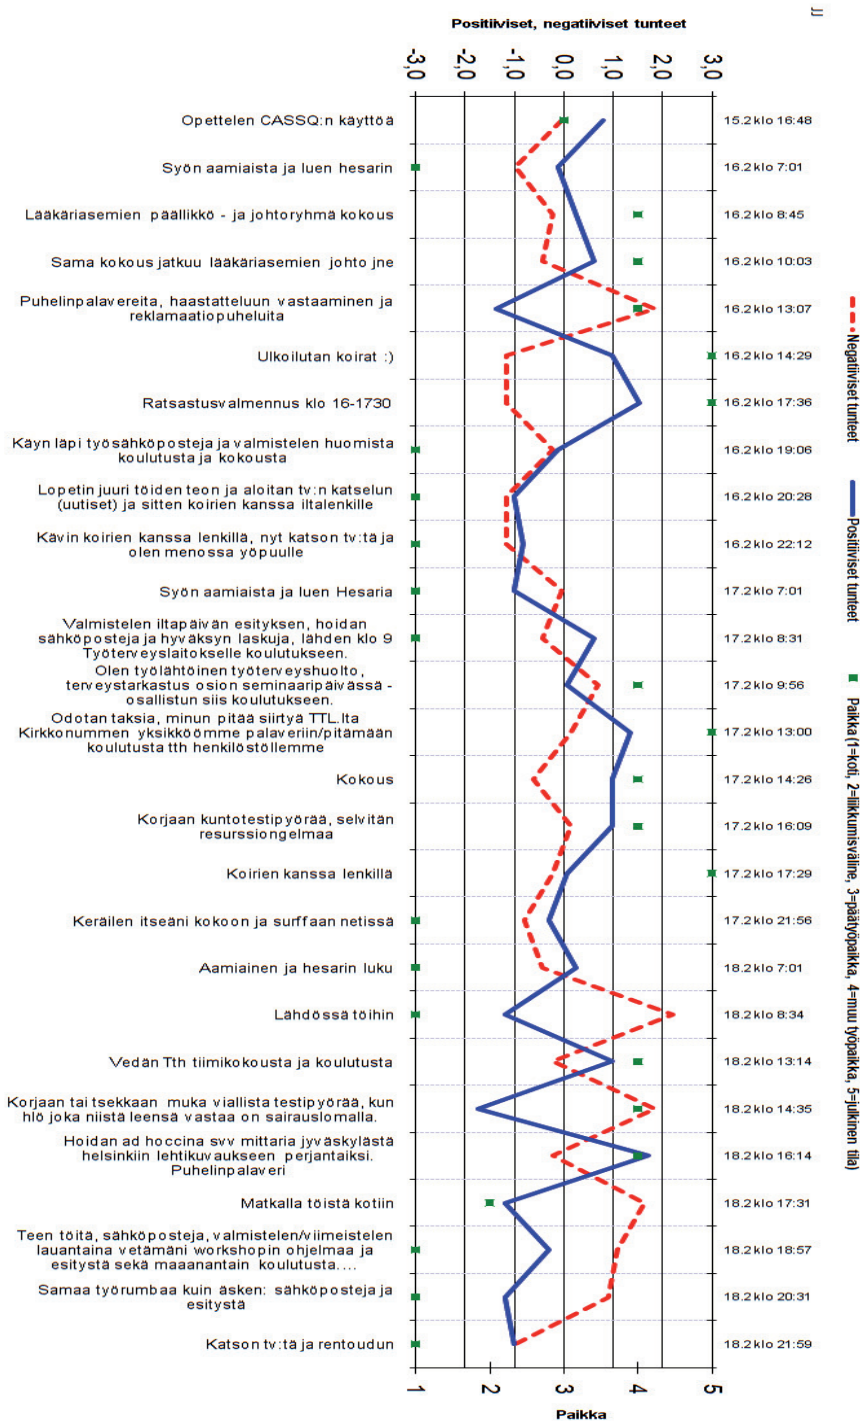 JJ
Positiiviset, negatiiviset tunteet
-3,0
-2,0
-1,0
0,0
1,0
2,0
3,0
Opettelen CASSQ:n käyttöä
15.2 klo 16:48
Syön aamiaista ja luen hesarin
16.2 klo 7:01
Lääkäriasemien päällikkö - ja johtoryhmä kokous
16.2 klo 8:45
Sama kokous jatkuu lääkäriasemien johto jne
16.2 klo 10:03
Puhelinpalavereita, haastatteluun vastaaminen ja
reklamaatiopuheluita
16.2 klo 13:07
Ulkoilutan koirat :)
16.2 klo 14:29
Ratsastusvalmennus klo 16-1730
16.2 klo 17:36
Käyn läpi työsähköposteja ja valmistelen huomista
koulutusta ja kokousta
16.2 klo 19:06
Lopetin juuri töiden teon ja aloitan tv:n katselun
(uutiset) ja sitten koirien kanssa iltalenkille
16.2 klo 20:28
Kävin koirien kanssa lenkillä, nyt katson tv:tä ja
olen menossa yöpuulle
16.2 klo 22:12
Syön aamiaista ja luen Hesaria
17.2 klo 7:01
Valmistelen iltapäivän esityksen, hoidan
sähköposteja ja hyväksyn laskuja, lähden klo 9
Työterveyslaitokselle koulutukseen.
17.2 klo 8:31
Olen työlähtöinen työterveyshuolto,
terveystarkastus osion seminaaripäivässä -
osallistun siis koulutukseen.
17.2 klo 9:56
Odotan taksia, minun pitää siirtyä TTL.lta
Kirkkonummen yksikköömme palaveriin/pitämään
koulutusta tth henkilöstöllemme
17.2 klo 13:00
Kokous
17.2 klo 14:26
Korjaan kuntotestipyörää, selvitän
resurssiongelmaa
17.2 klo 16:09
Koirien kanssa lenkillä
17.2 klo 17:29
Keräilen itseäni kokoon ja surffaan netissä
17.2 klo 21:56
Aamiainen ja hesarin luku
18.2 klo 7:01
Lähdössä töihin
18.2 klo 8:34
Vedän Tth tiimikokousta ja koulutusta
18.2 klo 13:14
Korjaan tai tsekkaan muka viallista testipyörää, kun
hlö joka niistä leensä vastaa on sairauslomalla.
18.2 klo 14:35
Hoidan ad hoccina svv mittaria jyväskylästä
helsinkiin lehtikuvaukseen perjantaiksi.
Puhelinpalaveri
18.2 klo 16:14
Matkalla töistä kotiin
18.2 klo 17:31
Teen töitä, sähköposteja, valmistelen/viimeistelen
lauantaina vetämäni workshopin ohjelmaa ja
esitystä sekä maaanantain koulutusta....
18.2 klo 18:57
Samaa työrumbaa kuin äsken: sähköposteja ja
esitystä
18.2 klo 20:31
Katson tv:tä ja rentoudun
18.2 klo 21:59
1
2
3
4
5
Paikka
Negatiiviset tunteet
Positiiviset tunteet
Paikka (1=koti, 2=liikkumisväline, 3=päätyöpaikka, 4=muu työpaikka, 5=julkinen tila)